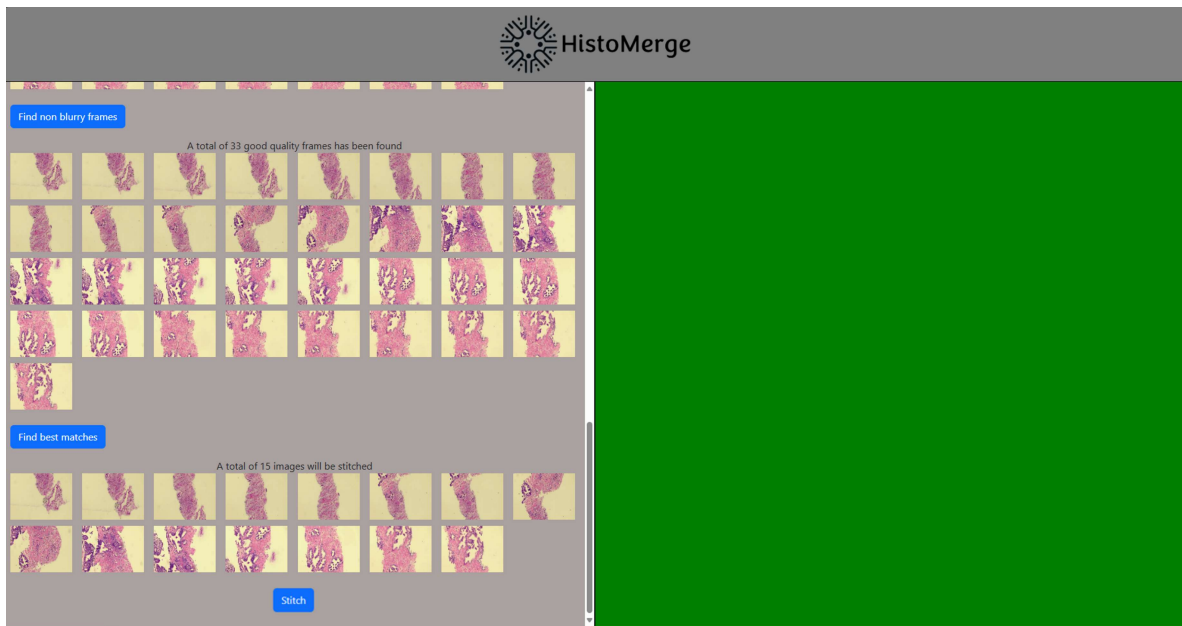 HistoMerge
Find non blurry frames
A total of 33 good quality frames has been found
Find best matches
A total of 15 images will be stitched
Stitch